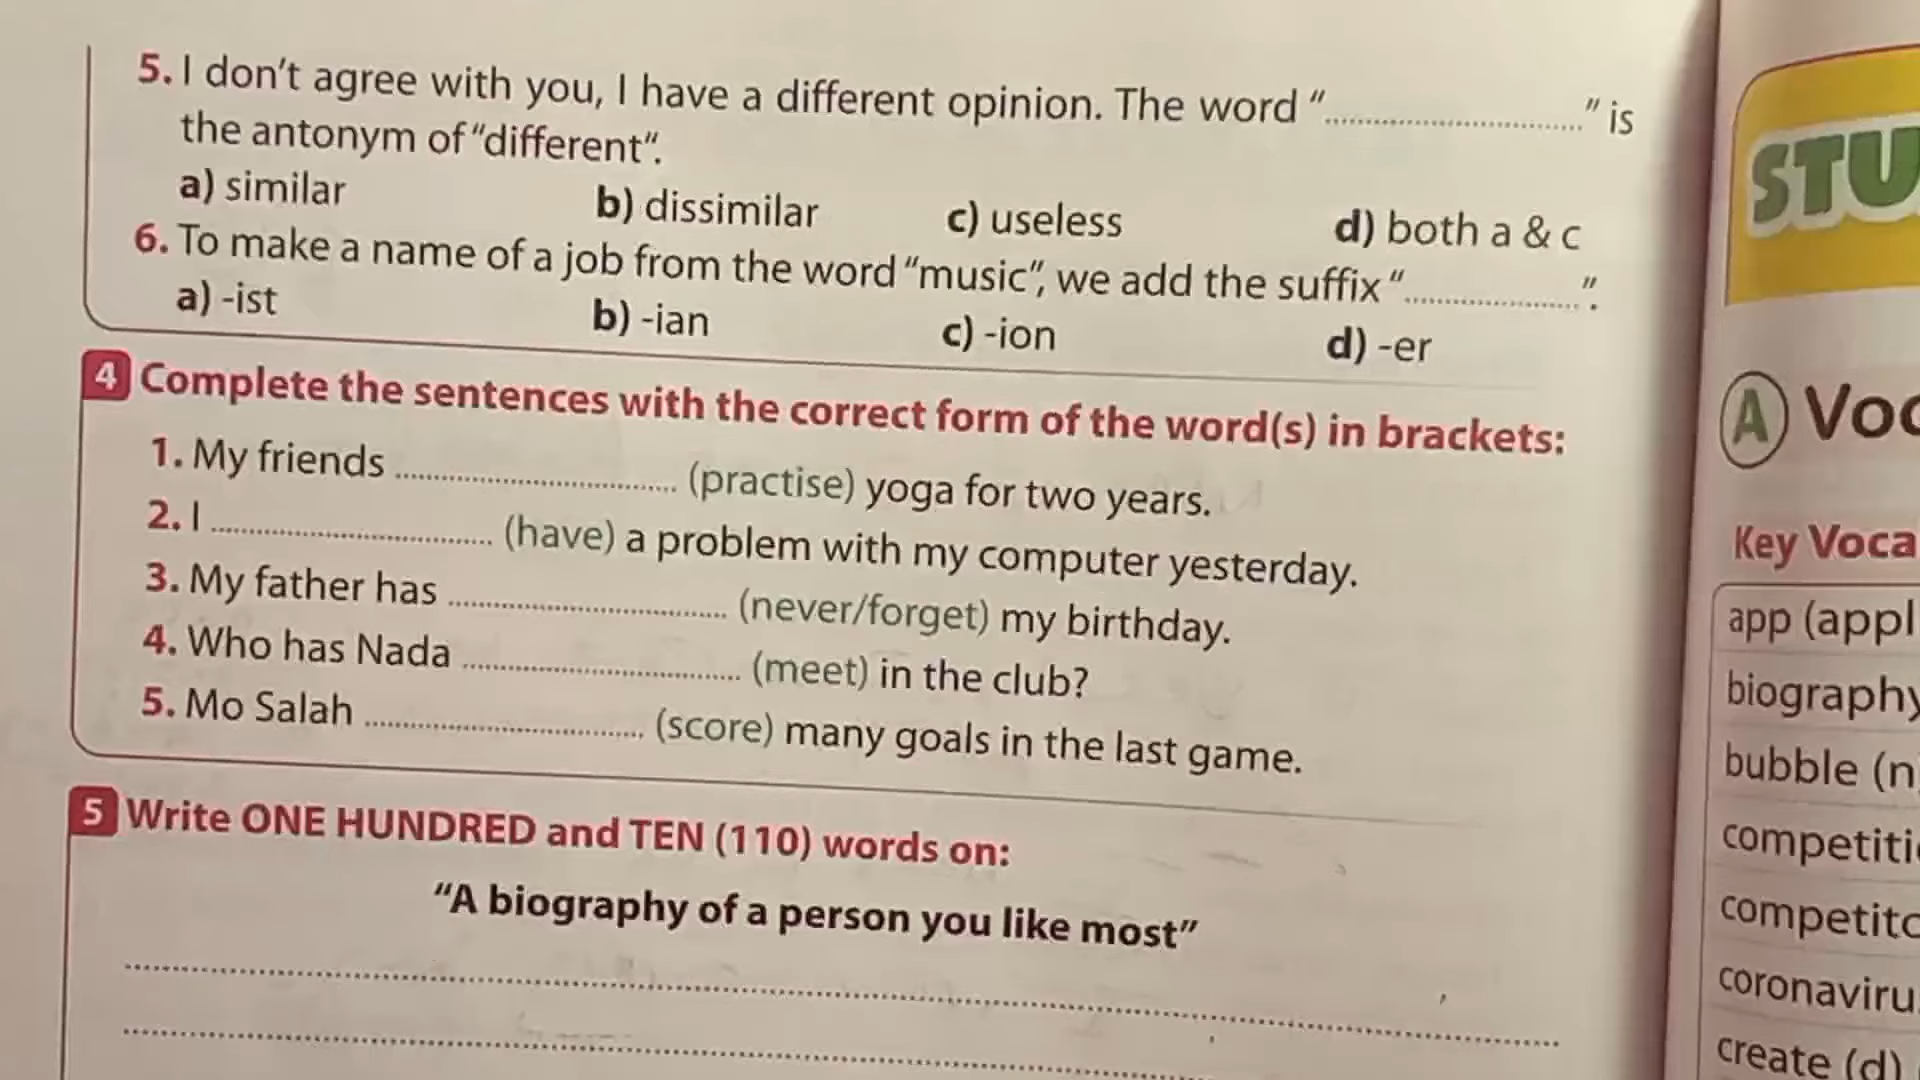 5. I don't agree with you, I have a different opinion. The word “..............................” is
the antonym of “different“.
a) similar b) dissimilar c) useless d) both a & c
6. To make a name of a job from the word “music”, we add the suffix “....................”.
a) -ist b) -ian c) -ion d) -er
4 Complete the sentences with the correct form of the word(s) in brackets:
1. My friends .............................. (practise) yoga for two years.
2. I .............................. (have) a problem with my computer yesterday.
3. My father has .............................. (never/forget) my birthday.
4. Who has Nada .............................. (meet) in the club?
5. Mo Salah .............................. (score) many goals in the last game.
5 Write ONE HUNDRED and TEN (110) words on:
“A biography of a person you like most”
STU
A Voc
Key Voca
app (appl
biography
bubble (n
competiti
competito
coronaviru
create (d)